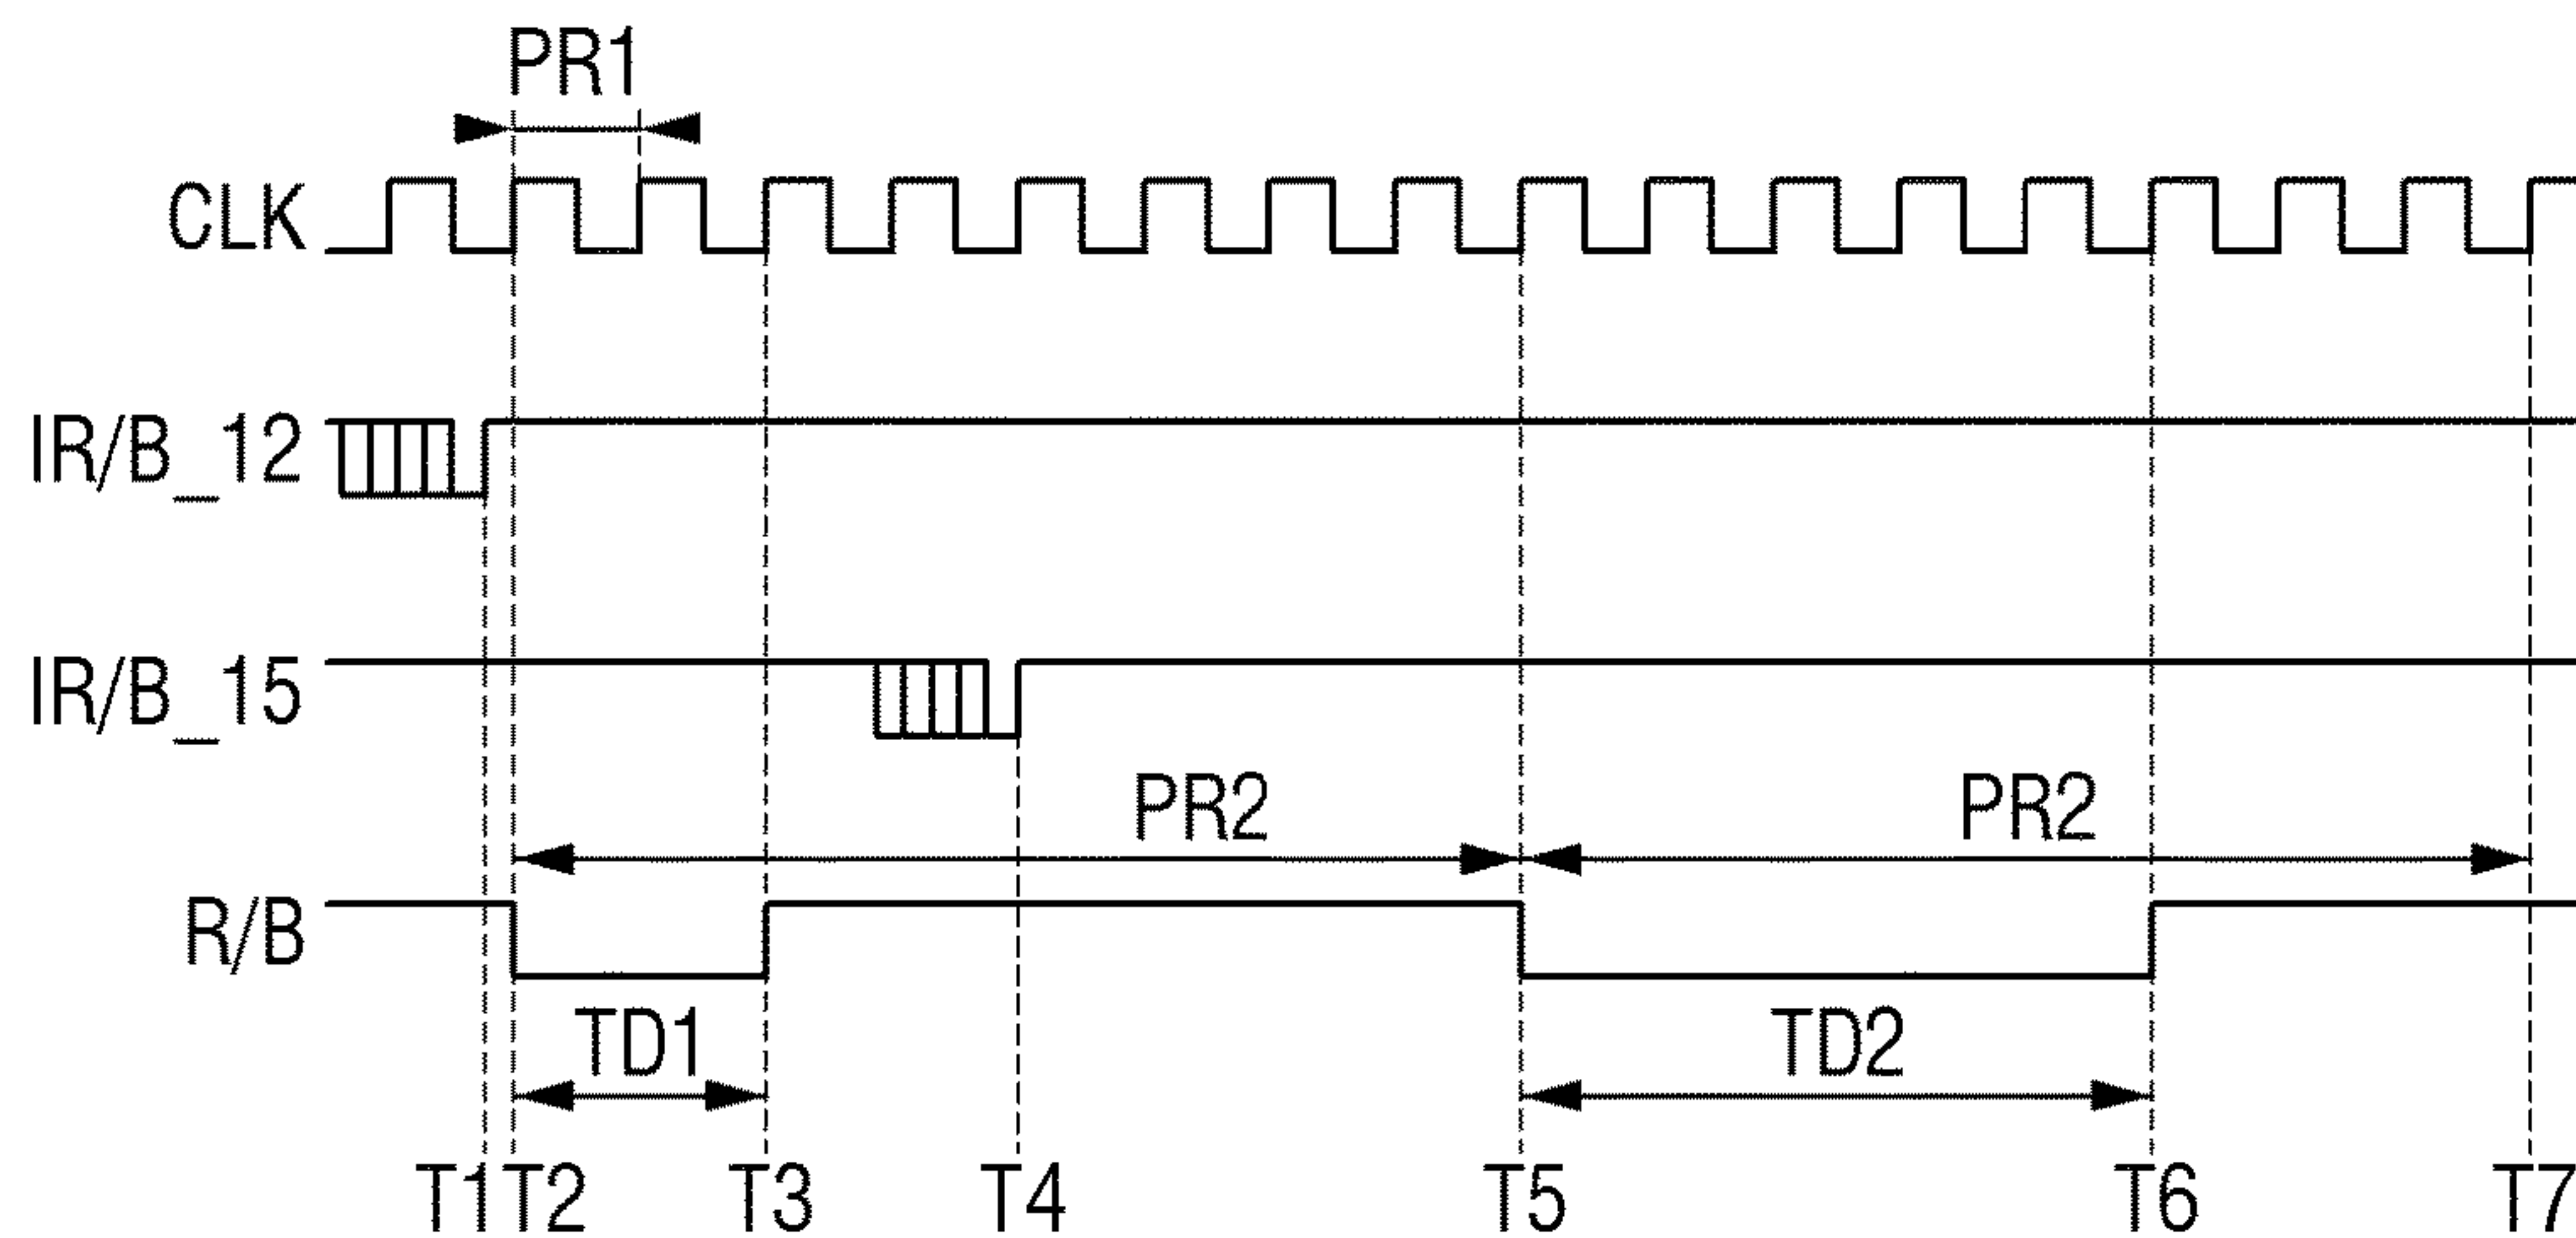 PR1
CLK
IR/B_12
IR/B_15
PR2 PR2
R/B
TD1 TD2
T1 T2 T3 T4 T5 T6 T7